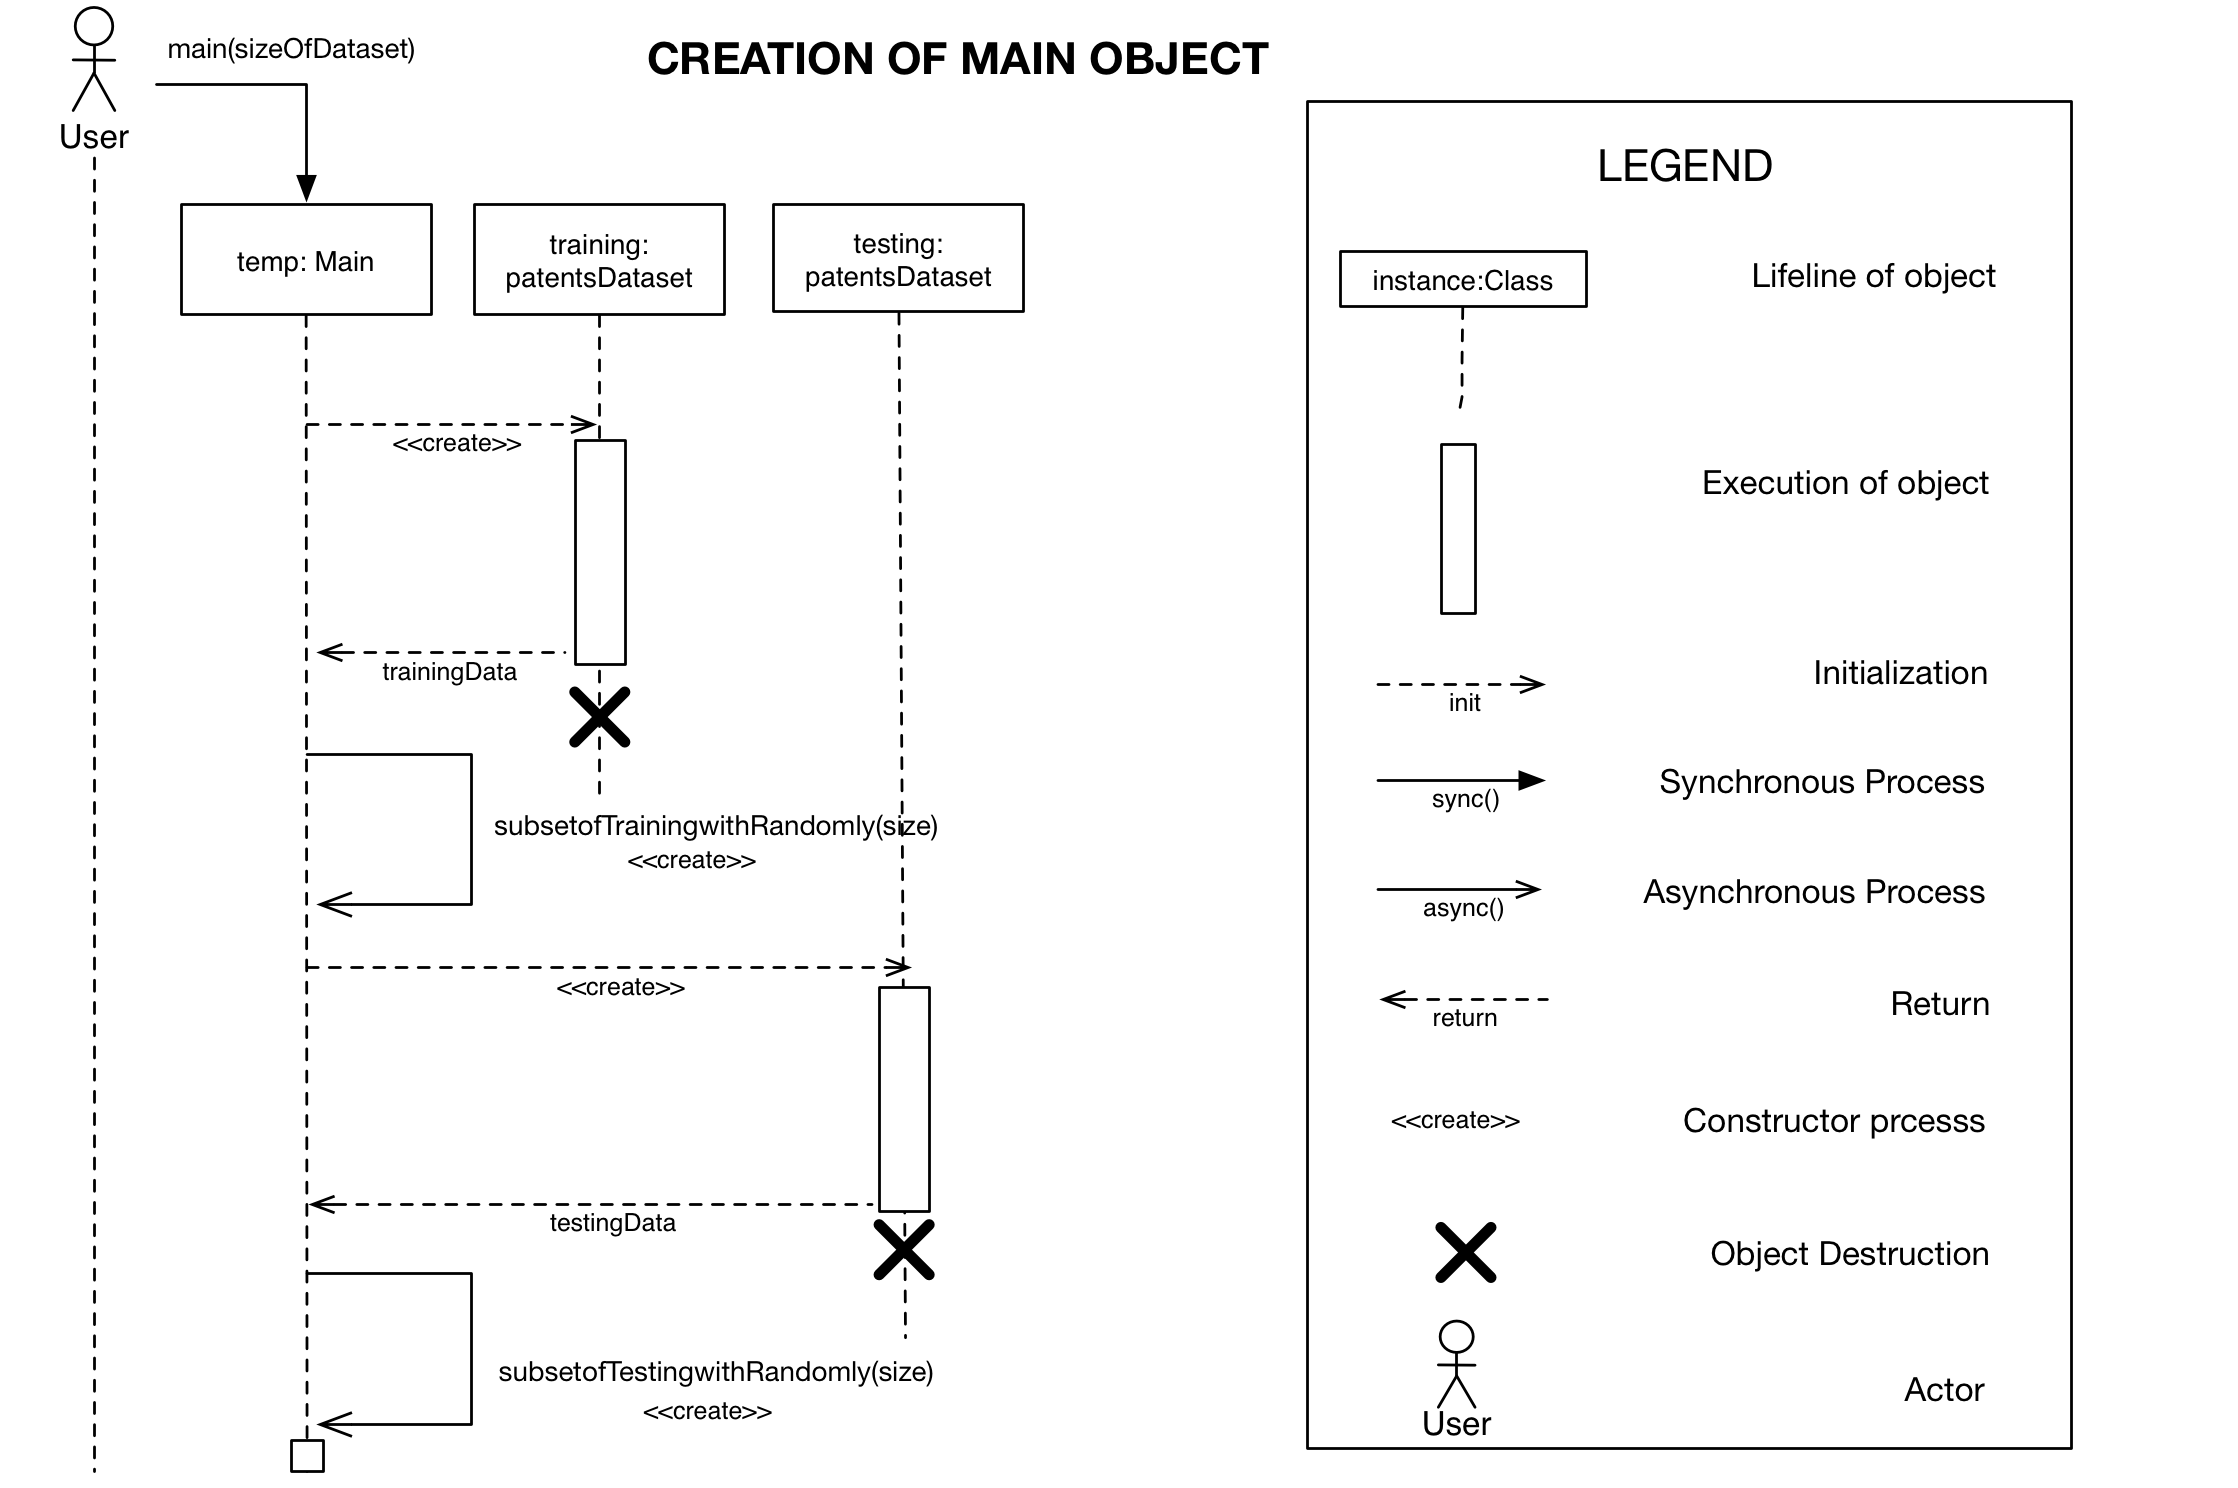 main(sizeOfDataset)
CREATION OF MAIN OBJECT
User
temp: Main
training:
patentsDataset
testing:
patentsDataset
<<create>>
trainingData
subsetofTrainingwithRandomly(size)
<<create>>
<<create>>
testingData
subsetofTestingwithRandomly(size)
<<create>>
LEGEND
instance:Class
Lifeline of object
Execution of object
Initialization
init
Synchronous Process
sync()
Asynchronous Process
async()
Return
return
<<create>>
Constructor prcesss
Object Destruction
Actor
User